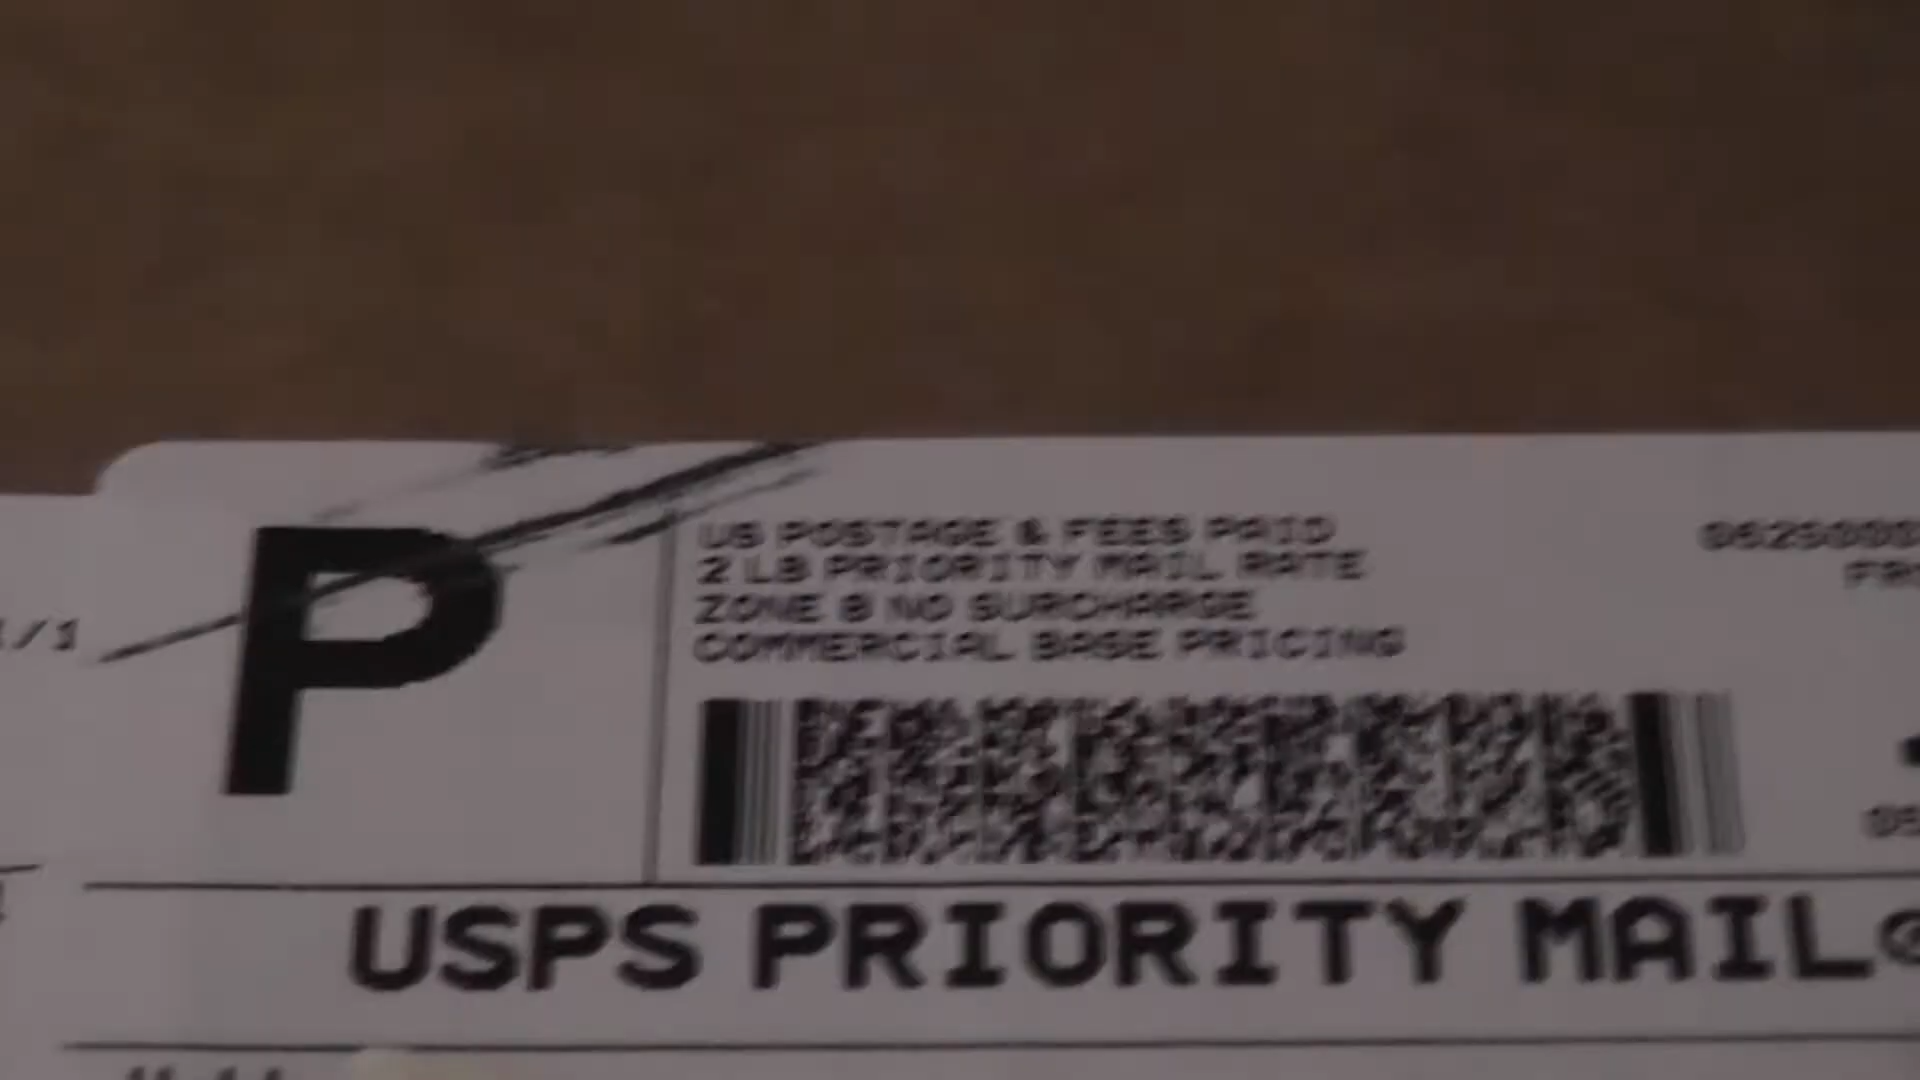 P
US POSTAGE & FEES PAID
2 LB PRIORITY MAIL RATE
ZONE 8 NO SURCHARGE
COMMERCIAL BASE PRICING
USPS PRIORITY MAIL®